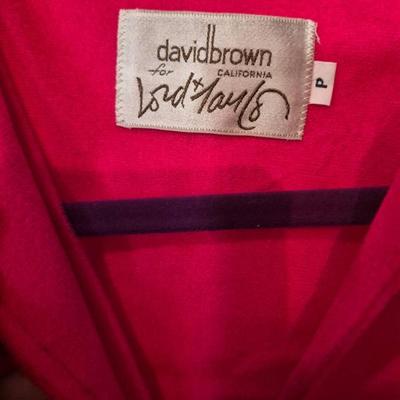 davidbrown
for CALIFORNIA
Lord & Taylor
P